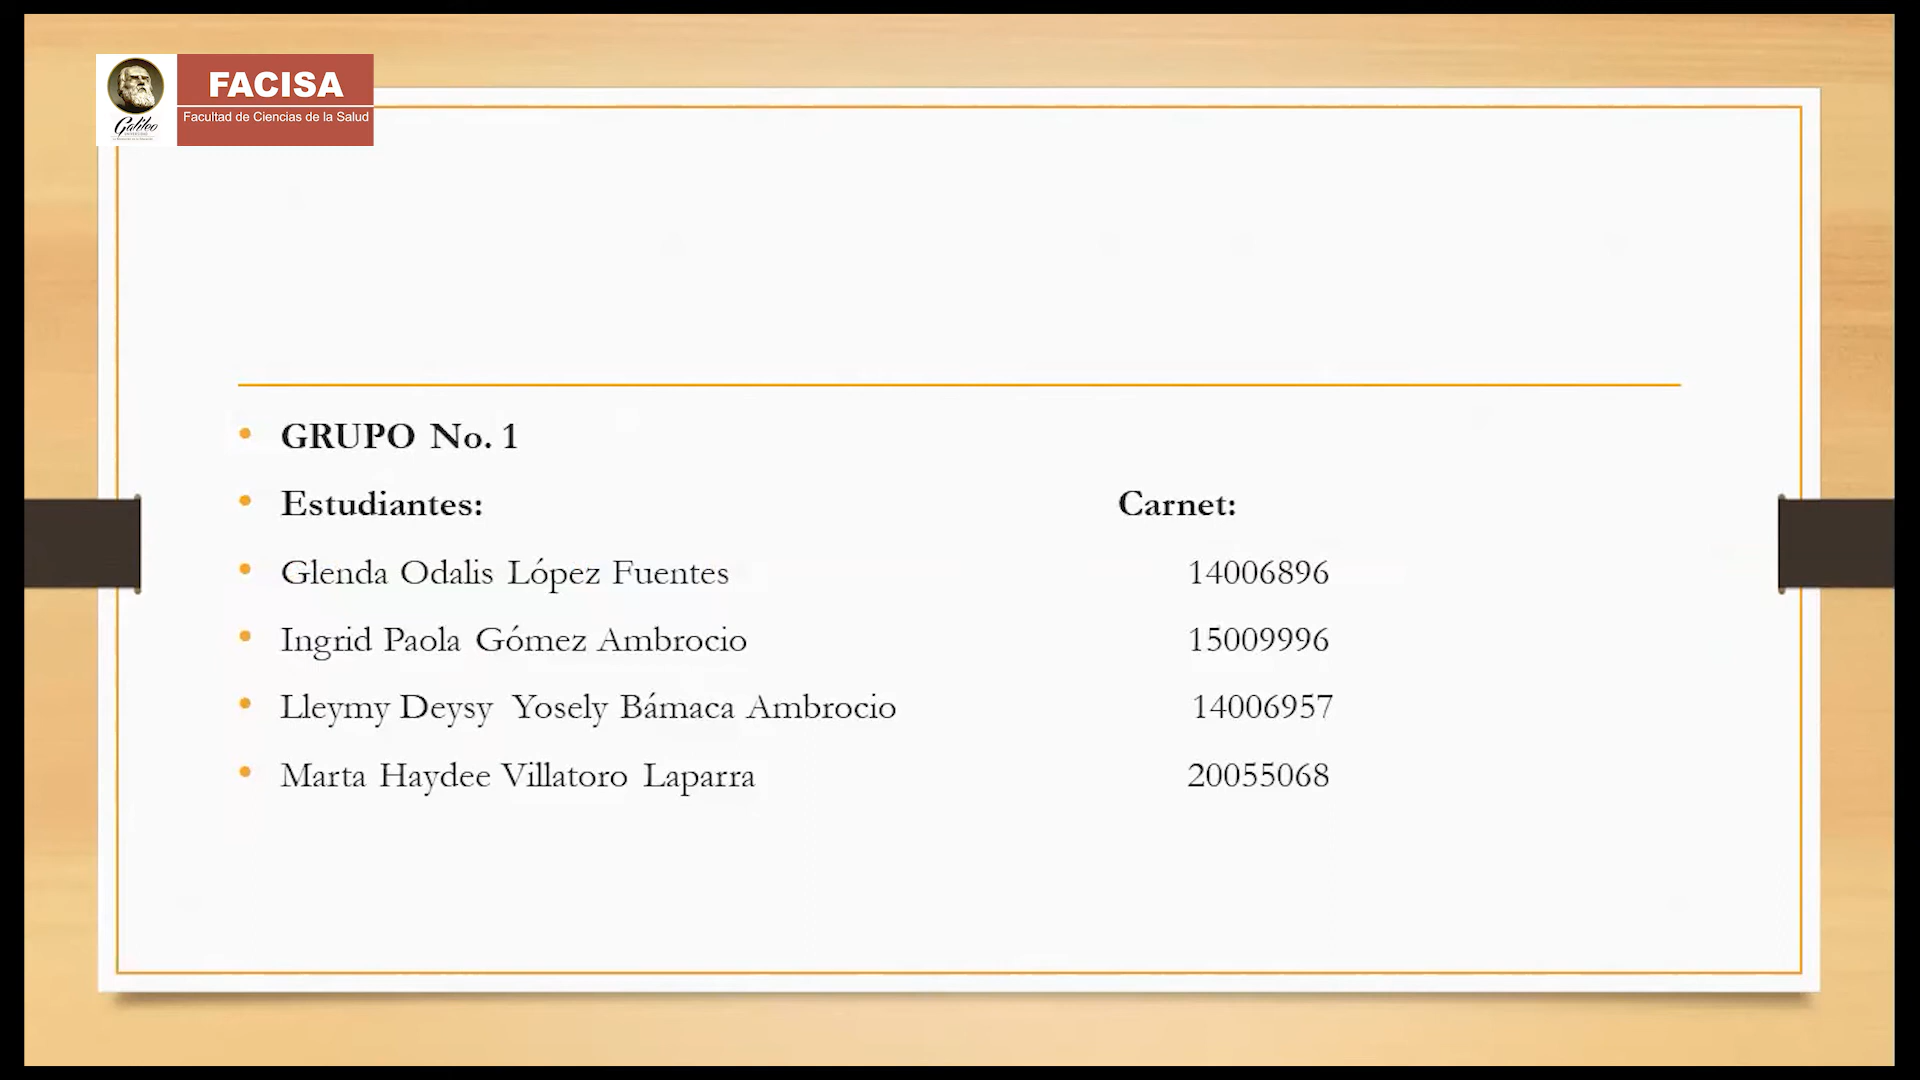 FACISA
Facultad de Ciencias de la Salud
Galileo
GRUPO No. 1
Estudiantes: Carnet:
Glenda Odalis López Fuentes 14006896
Ingrid Paola Gómez Ambrocio 15009996
Lleymy Deysy Yosely Bámaca Ambrocio 14006957
Marta Haydee Villatoro Laparra 20055068